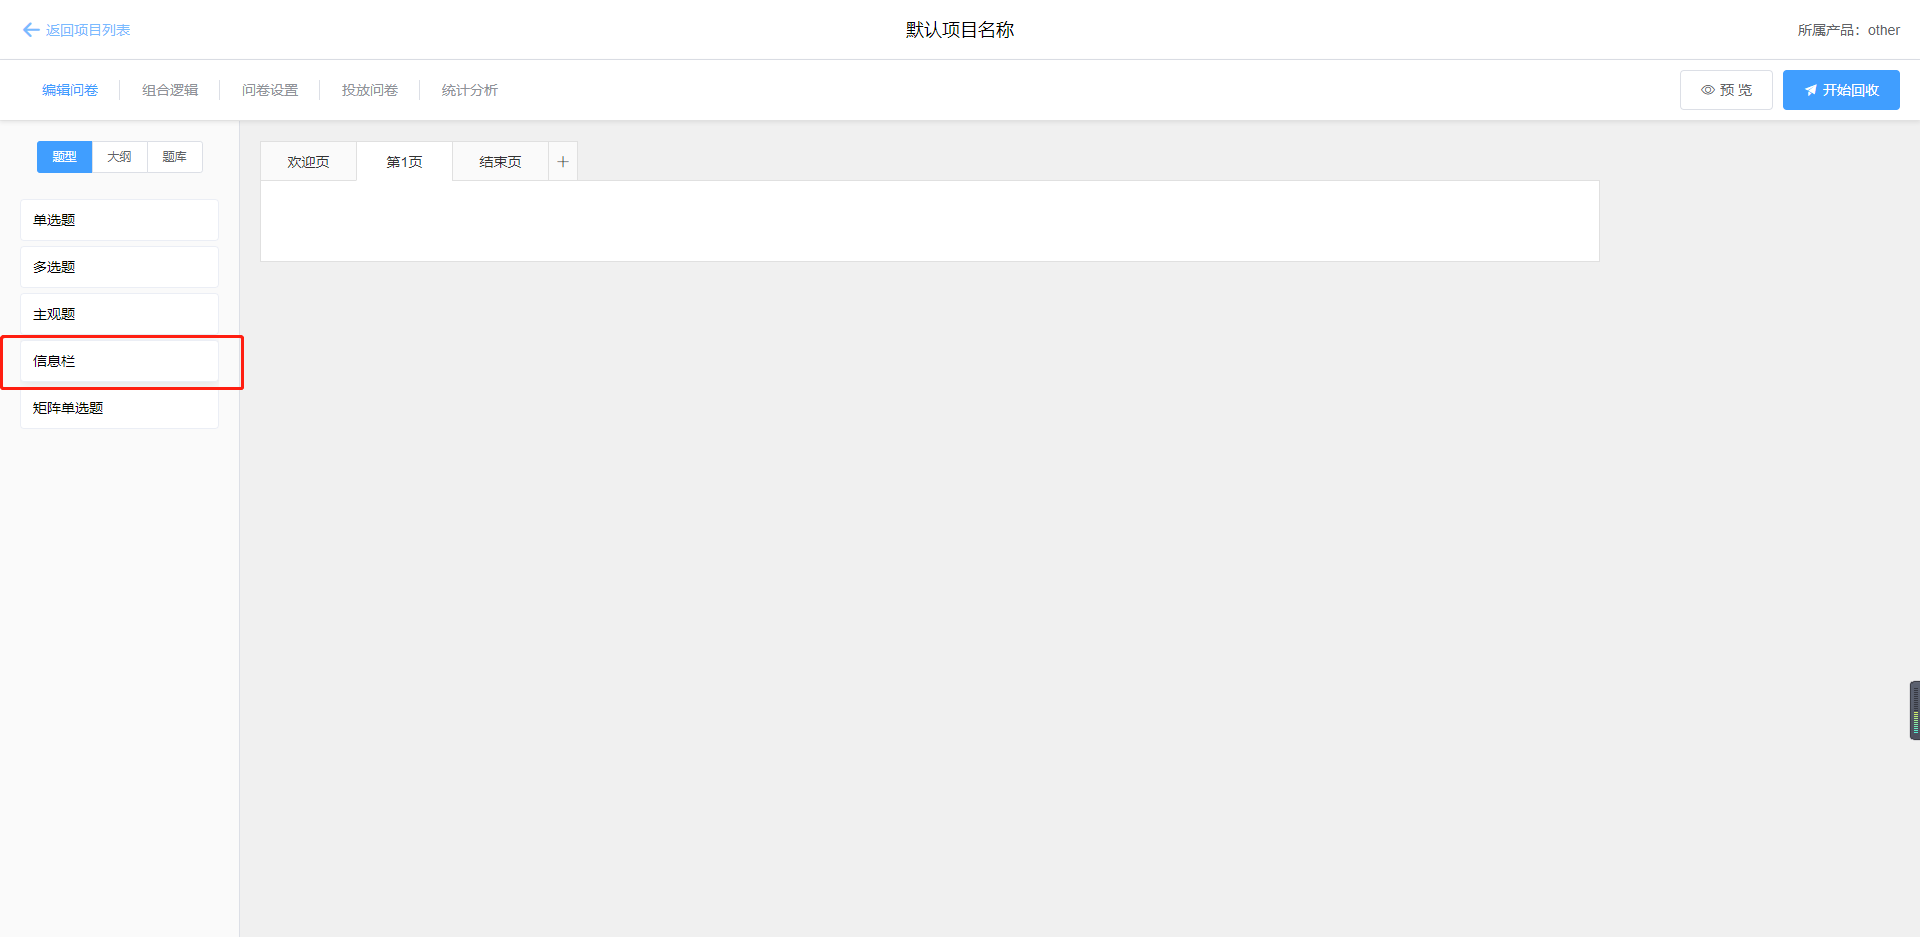 返回项目列表
默认项目名称
所属产品：other
编辑问卷
组合逻辑
问卷设置
投放问卷
统计分析
预 览
开始回收
题型
大纲
题库
欢迎页
第1页
结束页
+
单选题
多选题
主观题
信息栏
矩阵单选题